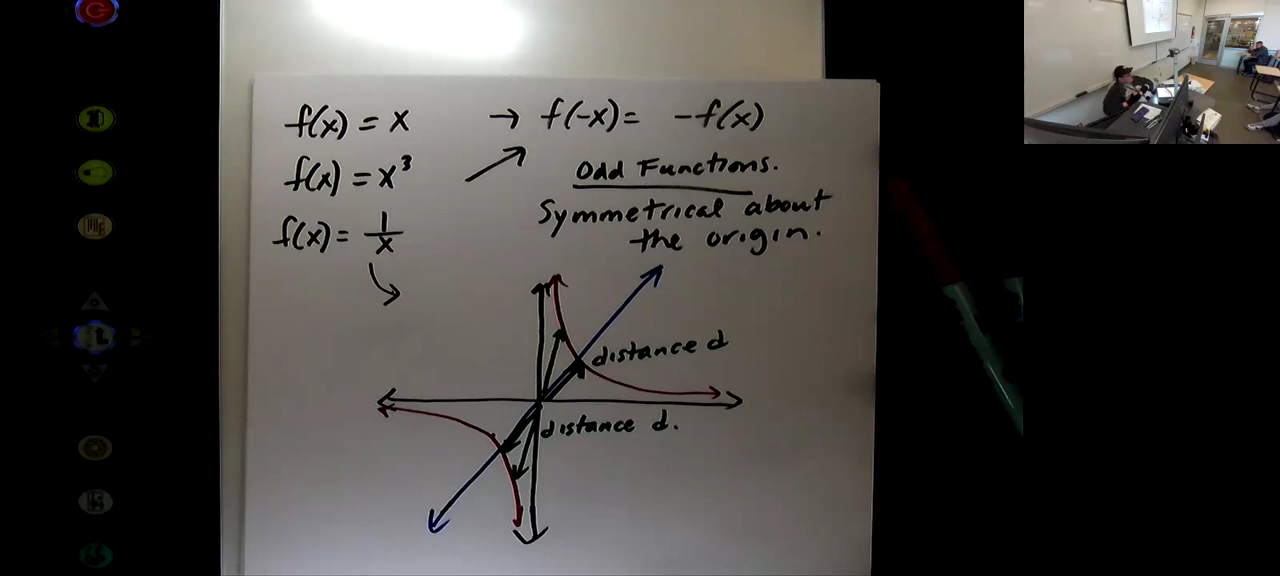 f(x) = x → f(-x) = -f(x)
f(x) = x³
Odd Functions.
f(x) = 1/x
Symmetrical about
the origin.
distance d
distance d.